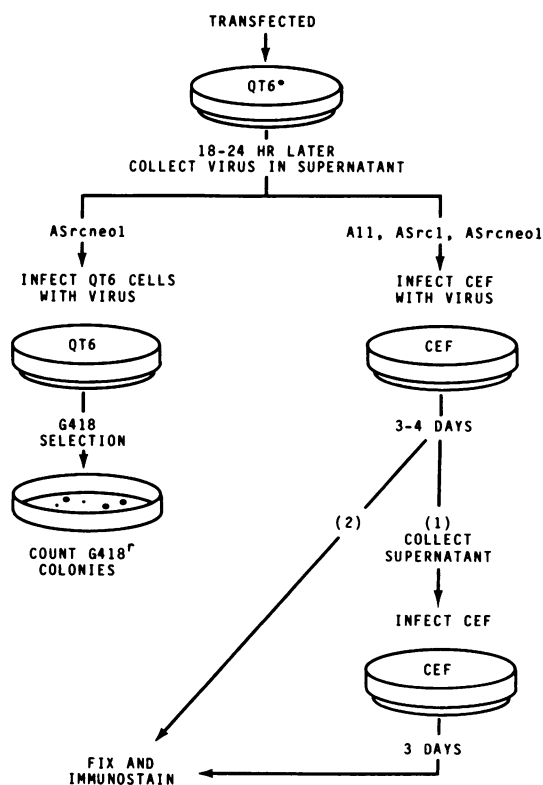 TRANSFECTED
QT6•
18-24 HR LATER
COLLECT VIRUS IN SUPERNATANT
ASrcneo1
INFECT QT6 CELLS
WITH VIRUS
QT6
G418
SELECTION
COUNT G418r
COLONIES
A11, ASrc1, ASrcneo1
INFECT CEF
WITH VIRUS
CEF
3-4 DAYS
(2)
(1)
COLLECT
SUPERNATANT
INFECT CEF
CEF
3 DAYS
FIX AND
IMMUNOSTAIN